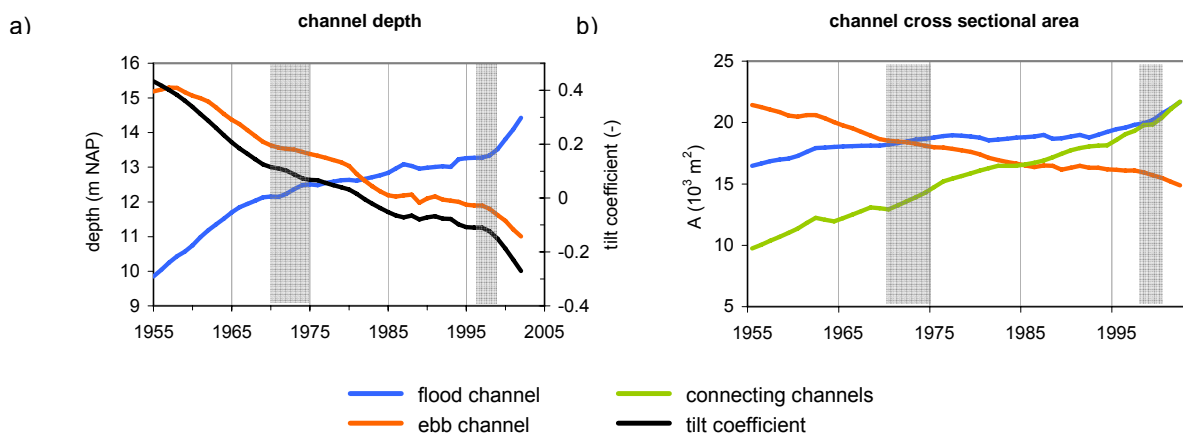 a)
channel depth
16
15
14
13
12
11
10
9
depth (m NAP)
0.4
0.2
0
-0.2
-0.4
tilt coefficient (-)
1955 1965 1975 1985 1995 2005
b)
channel cross sectional area
25
20
15
10
5
A (10³ m²)
1955 1965 1975 1985 1995
flood channel connecting channels
ebb channel tilt coefficient